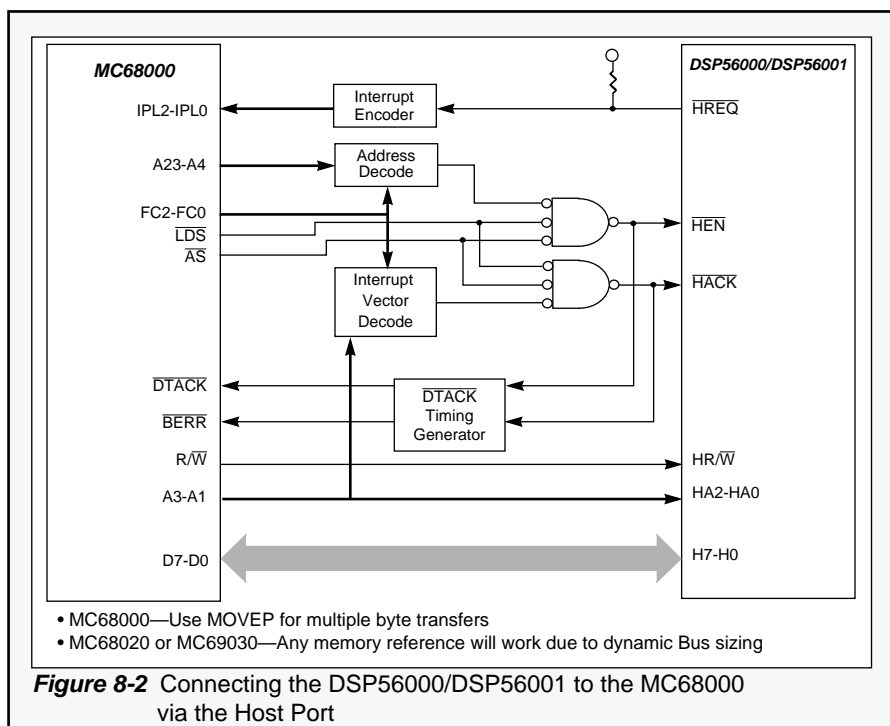 MC68000
DSP56000/DSP56001
IPL2-IPL0
Interrupt
Encoder
HREQ
A23-A4
Address
Decode
FC2-FC0
LDS
AS
HEN
Interrupt
Vector
Decode
HACK
DTACK
BERR
DTACK
Timing
Generator
R/W
HR/W
A3-A1
HA2-HA0
D7-D0
H7-H0
• MC68000—Use MOVEP for multiple byte transfers
• MC68020 or MC69030—Any memory reference will work due to dynamic Bus sizing
Figure 8-2 Connecting the DSP56000/DSP56001 to the MC68000
via the Host Port